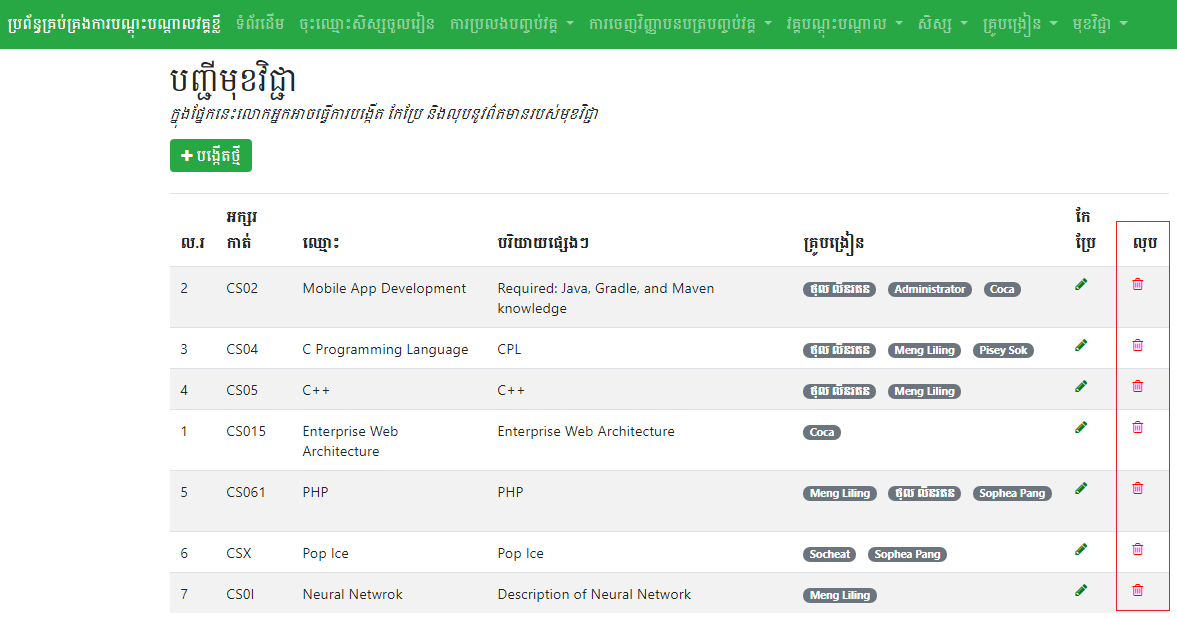 ប្រព័ន្ធគ្រប់គ្រងការបណ្តុះបណ្តាលវគ្គខ្លី ទំព័រដើម ចុះឈ្មោះសិស្សចូលរៀន ការប្រលងបញ្ចប់វគ្គ ការចេញវិញ្ញាបនបត្របញ្ចប់វគ្គ វគ្គបណ្តុះបណ្តាល សិស្ស គ្រូបង្រៀន មុខវិជ្ជា
បញ្ជីមុខវិជ្ជា
ក្នុងផ្នែកនេះលោកអ្នកអាចធ្វើការបង្កើត កែប្រែ និងលុបនូវព័ត៌មានរបស់មុខវិជ្ជា
បង្កើតថ្មី
ល.រ អក្សរកាត់ ឈ្មោះ បរិយាយផ្សេងៗ គ្រូបង្រៀន កែប្រែ លុប
2 CS02 Mobile App Development Required: Java, Gradle, and Maven knowledge ថុល លីនរតន Administrator Coca
3 CS04 C Programming Language CPL ថុល លីនរតន Meng Liling Pisey Sok
4 CS05 C++ C++ ថុល លីនរតន Meng Liling
1 CS015 Enterprise Web Architecture Enterprise Web Architecture Coca
5 CS061 PHP PHP Meng Liling ថុល លីនរតន Sophea Pang
6 CSX Pop Ice Pop Ice Socheat Sophea Pang
7 CS0I Neural Netwrok Description of Neural Network Meng Liling